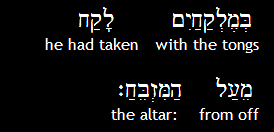 בְּמֶלְקַחַיִם לָקַח
he had taken with the tongs
מֵעַל הַמִּזְבֵּחַ׃
the altar: from off